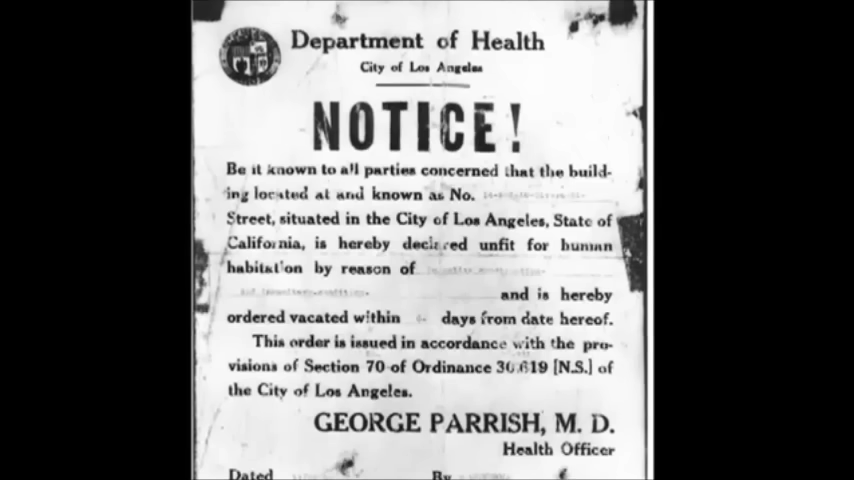 Department of Health
City of Los Angeles
NOTICE!
Be it known to all parties concerned that the build-
ing located at and known as No.
Street, situated in the City of Los Angeles, State of
California, is hereby declared unfit for human
habitation by reason of
and is hereby
ordered vacated within days from date hereof.
This order is issued in accordance with the pro-
visions of Section 70 of Ordinance 30,619 [N.S.] of
the City of Los Angeles.
GEORGE PARRISH, M. D.
Health Officer
Dated By